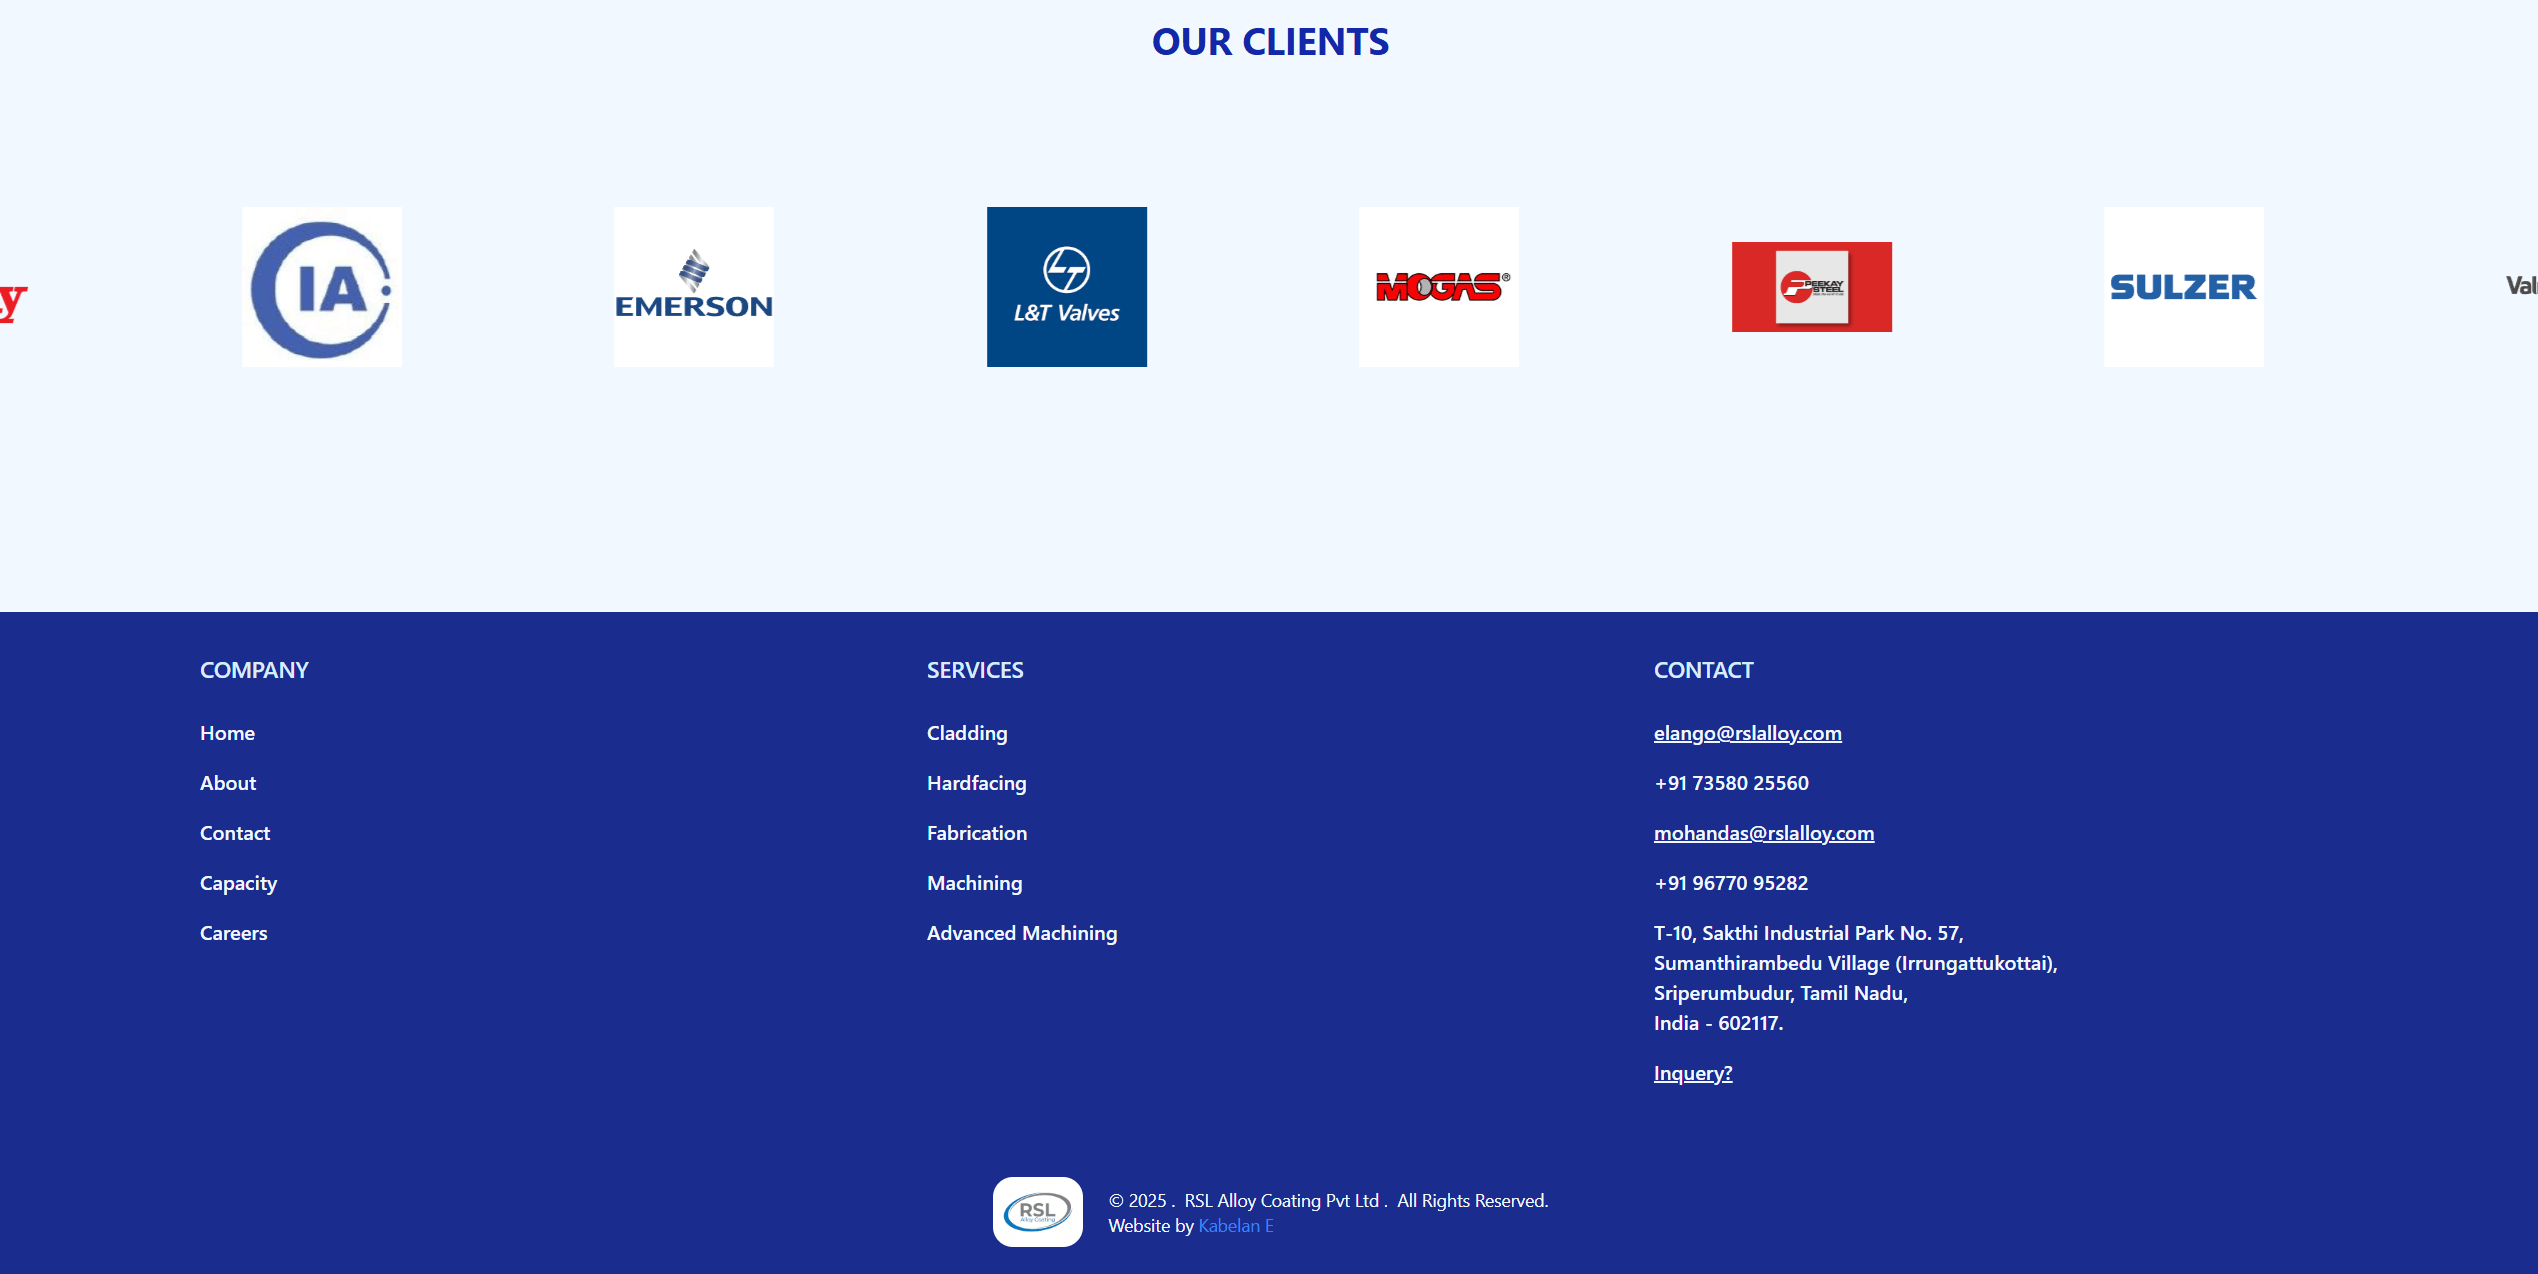 OUR CLIENTS
y
IA
EMERSON
L&T Valves
MOGAS®
PEEKAY
STEEL
SULZER
Val
COMPANY
Home
About
Contact
Capacity
Careers
SERVICES
Cladding
Hardfacing
Fabrication
Machining
Advanced Machining
CONTACT
elango@rslalloy.com
+91 73580 25560
mohandas@rslalloy.com
+91 96770 95282
T-10, Sakthi Industrial Park No. 57,
Sumanthirambedu Village (Irrungattukottai),
Sriperumbudur, Tamil Nadu,
India - 602117.
Inquery?
RSL
Alloy Coating
© 2025 . RSL Alloy Coating Pvt Ltd . All Rights Reserved.
Website by Kabelan E